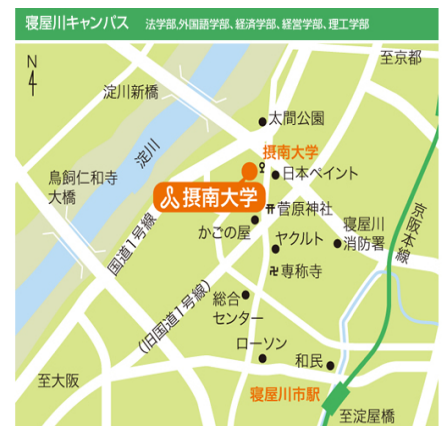 寝屋川キャンパス 法学部,外国語学部、経済学部、経営学部、理工学部
N
4
至京都
淀川新橋
太間公園
淀川
摂南大学
日本ペイント
鳥飼仁和寺
大橋
摂南大学
菅原神社
かごの屋
寝屋川
消防署
ヤクルト
京阪本線
国道1号線
卍専称寺
(旧国道1号線)
総合
センター
ローソン
和民
至大阪
寝屋川市駅
至淀屋橋